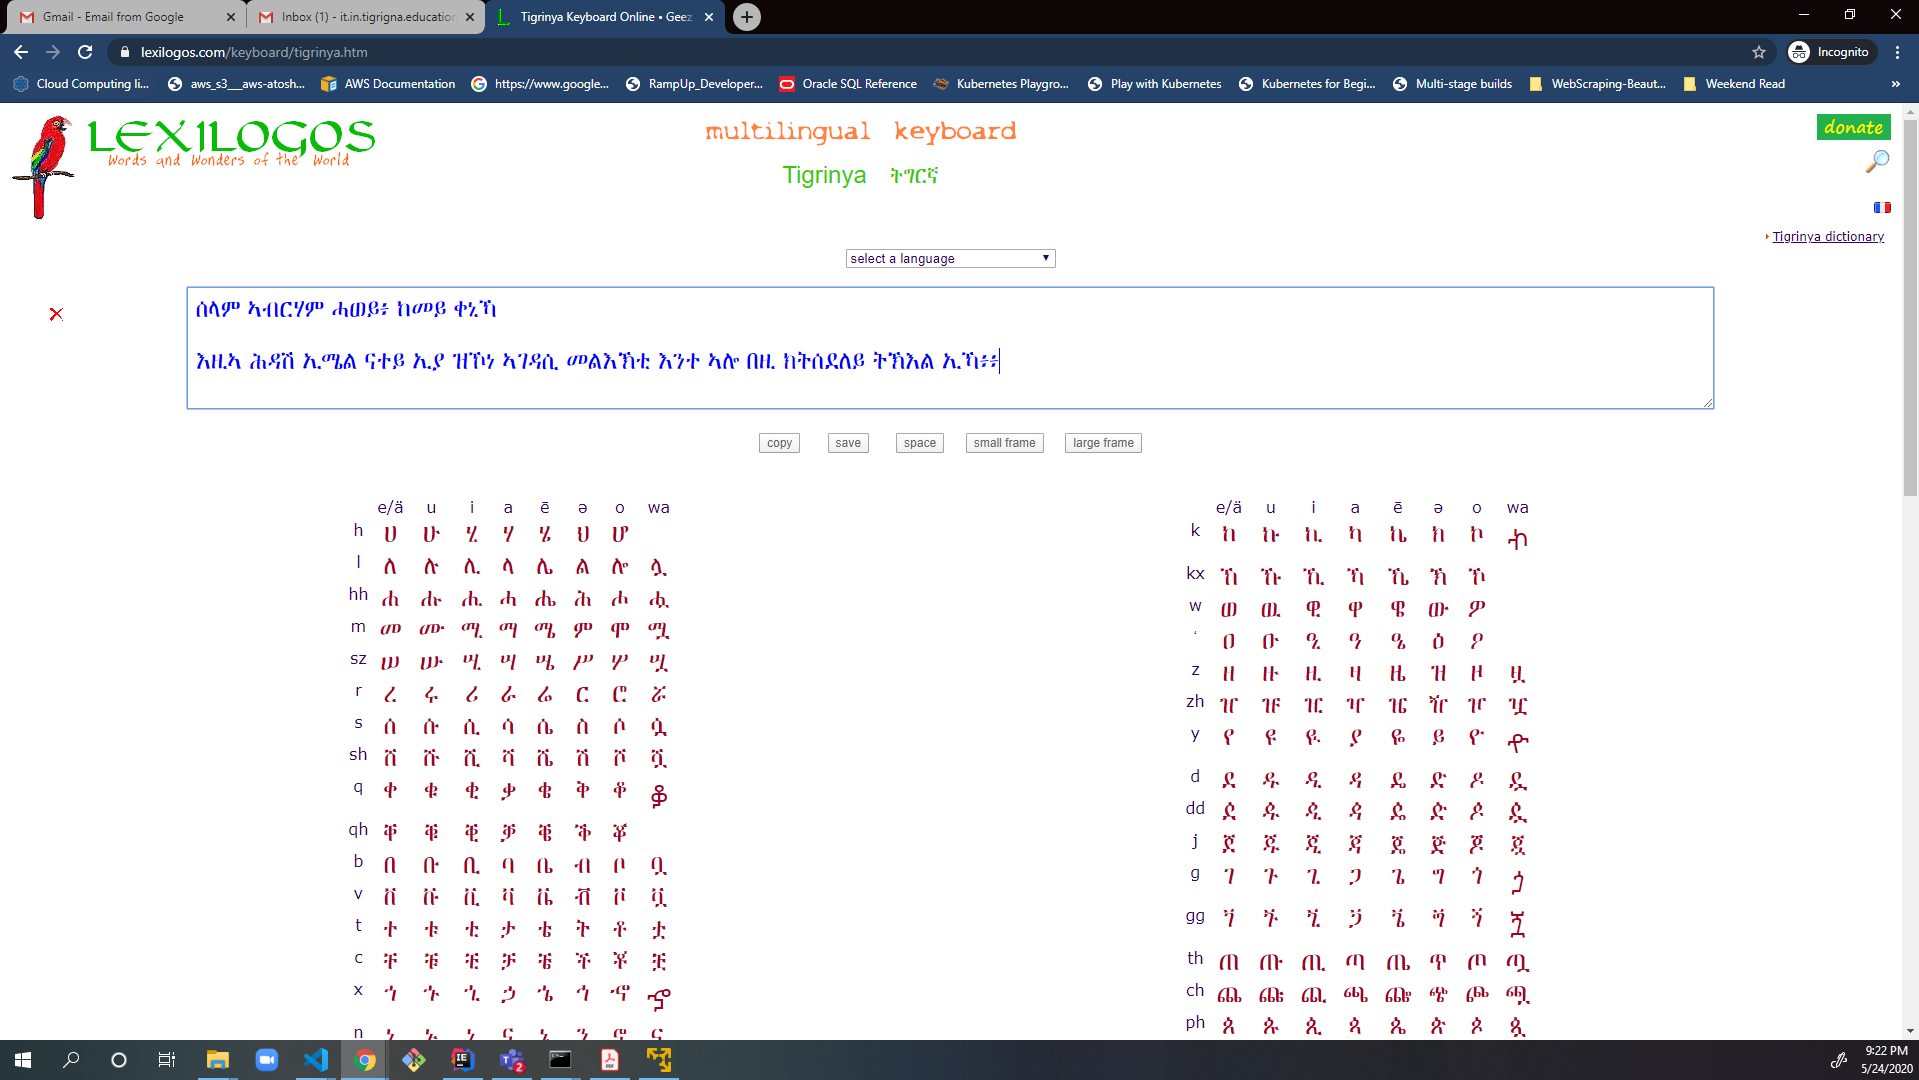 Gmail - Email from Google
Inbox (1) - it.in.tigrigna.education
Tigrinya Keyboard Online • Geez
lexilogos.com/keyboard/tigrinya.htm
Incognito
Cloud Computing li...
aws_s3__aws-atosh...
AWS Documentation
https://www.google...
RampUp_Developer...
Oracle SQL Reference
Kubernetes Playgro...
Play with Kubernetes
Kubernetes for Begi...
Multi-stage builds
WebScraping-Beaut...
Weekend Read
»
LEXILOGOS
Words and Wonders of the World
multilingual keyboard
Tigrinya ትግርኛ
donate
Tigrinya dictionary
select a language
ሰላም ኣብርሃም ሓወይ፥ ከመይ ቀኒኻ
እዚኣ ሕዳሽ ኢሜል ናተይ ኢያ ዝኾነ ኣገዳሲ መልእኽቲ እንተ ኣሎ በዚ ክትሰደለይ ትኽእል ኢኻ፥፥
copy save space small frame large frame
e/ä u i a ē ə o wa
h ሀ ሁ ሂ ሃ ሄ ህ ሆ
l ለ ሉ ሊ ላ ሌ ል ሎ ሏ
hh ሐ ሑ ሒ ሓ ሔ ሕ ሖ ሗ
m መ ሙ ሚ ማ ሜ ም ሞ ሟ
sz ሠ ሡ ሢ ሣ ሤ ሥ ሦ ሧ
r ረ ሩ ሪ ራ ሬ ር ሮ ሯ
s ሰ ሱ ሲ ሳ ሴ ስ ሶ ሷ
sh ሸ ሹ ሺ ሻ ሼ ሽ ሾ ሿ
q ቀ ቁ ቂ ቃ ቄ ቅ ቆ ቋ
qh ቐ ቑ ቒ ቓ ቔ ቕ ቖ
b በ ቡ ቢ ባ ቤ ብ ቦ ቧ
v ቨ ቩ ቪ ቫ ቬ ቭ ቮ ቯ
t ተ ቱ ቲ ታ ቴ ት ቶ ቷ
c ቸ ቹ ቺ ቻ ቼ ች ቾ ቿ
x ኀ ኁ ኂ ኃ ኄ ኅ ኆ ኋ
n
e/ä u i a ē ə o wa
k ከ ኩ ኪ ካ ኬ ክ ኮ ኳ
kx ኸ ኹ ኺ ኻ ኼ ኽ ኾ
w ወ ዉ ዊ ዋ ዌ ው ዎ
ʿ ዐ ዑ ዒ ዓ ዔ ዕ ዖ
z ዘ ዙ ዚ ዛ ዜ ዝ ዞ ዟ
zh ዠ ዡ ዢ ዣ ዤ ዥ ዦ ዧ
y የ ዩ ዪ ያ ዬ ይ ዮ ዯ
d ደ ዱ ዲ ዳ ዴ ድ ዶ ዷ
dd ዸ ዹ ዺ ዻ ዼ ዽ ዾ ዿ
j ጀ ጁ ጂ ጃ ጄ ጅ ጆ ጇ
g ገ ጉ ጊ ጋ ጌ ግ ጎ ጏ
gg ጘ ጙ ጚ ጛ ጜ ጝ ጞ ጟ
th ጠ ጡ ጢ ጣ ጤ ጥ ጦ ጧ
ch ጨ ጩ ጪ ጫ ጬ ጭ ጮ ጯ
ph ጰ ጱ ጲ ጳ ጴ ጵ ጶ ጷ
9:22 PM
5/24/2020